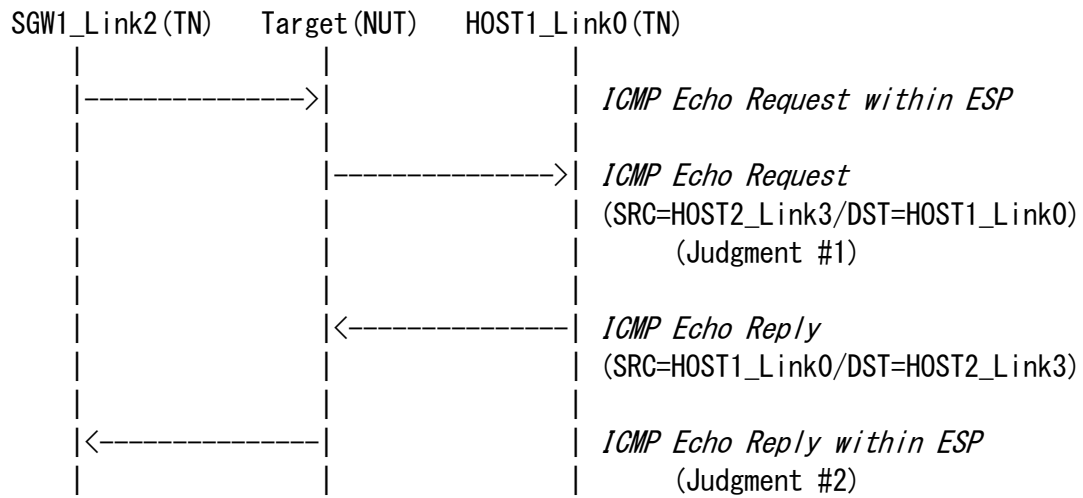 SGW1_Link2(TN) Target(NUT) HOST1_Link0(TN)
ICMP Echo Request within ESP
ICMP Echo Request
(SRC=HOST2_Link3/DST=HOST1_Link0)
(Judgment #1)
ICMP Echo Reply
(SRC=HOST1_Link0/DST=HOST2_Link3)
ICMP Echo Reply within ESP
(Judgment #2)